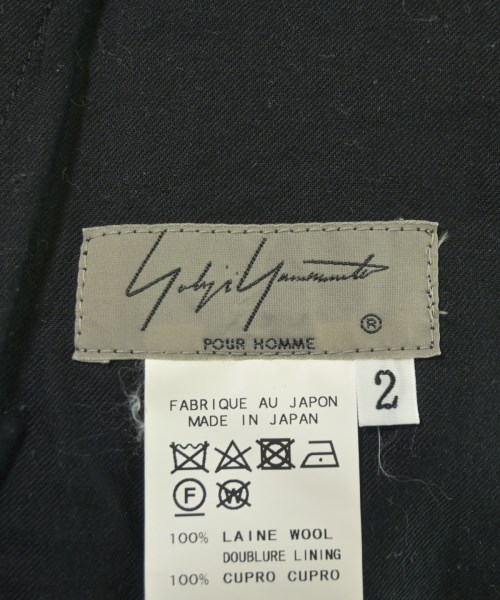 Yohji Yamamoto
®
POUR HOMME
2
FABRIQUE AU JAPON
MADE IN JAPAN
F W
100% LAINE WOOL
DOUBLURE LINING
100% CUPRO CUPRO